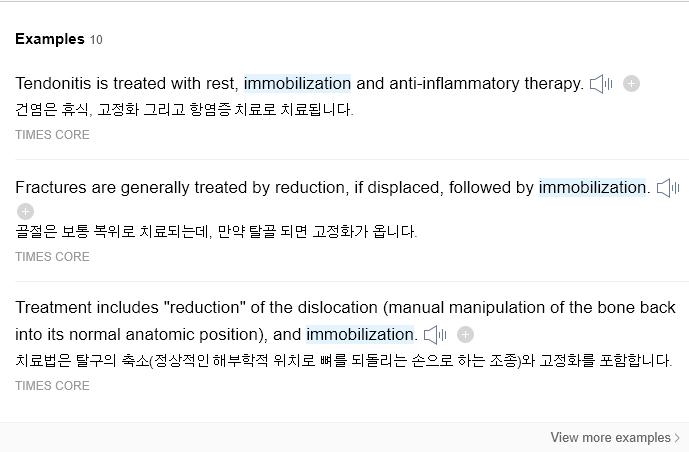 Examples 10
Tendonitis is treated with rest, immobilization and anti-inflammatory therapy.
건염은 휴식, 고정화 그리고 항염증 치료로 치료됩니다.
TIMES CORE
Fractures are generally treated by reduction, if displaced, followed by immobilization.
골절은 보통 복위로 치료되는데, 만약 탈골 되면 고정화가 옵니다.
TIMES CORE
Treatment includes "reduction" of the dislocation (manual manipulation of the bone back
into its normal anatomic position), and immobilization.
치료법은 탈구의 축소(정상적인 해부학적 위치로 뼈를 되돌리는 손으로 하는 조종)와 고정화를 포함합니다.
TIMES CORE
View more examples